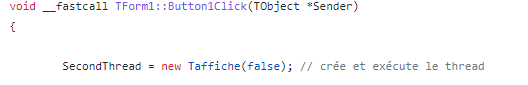 void __fastcall TForm1::Button1Click(TObject *Sender)
{
SecondThread = new Taffiche(false); // crée et exécute le thread